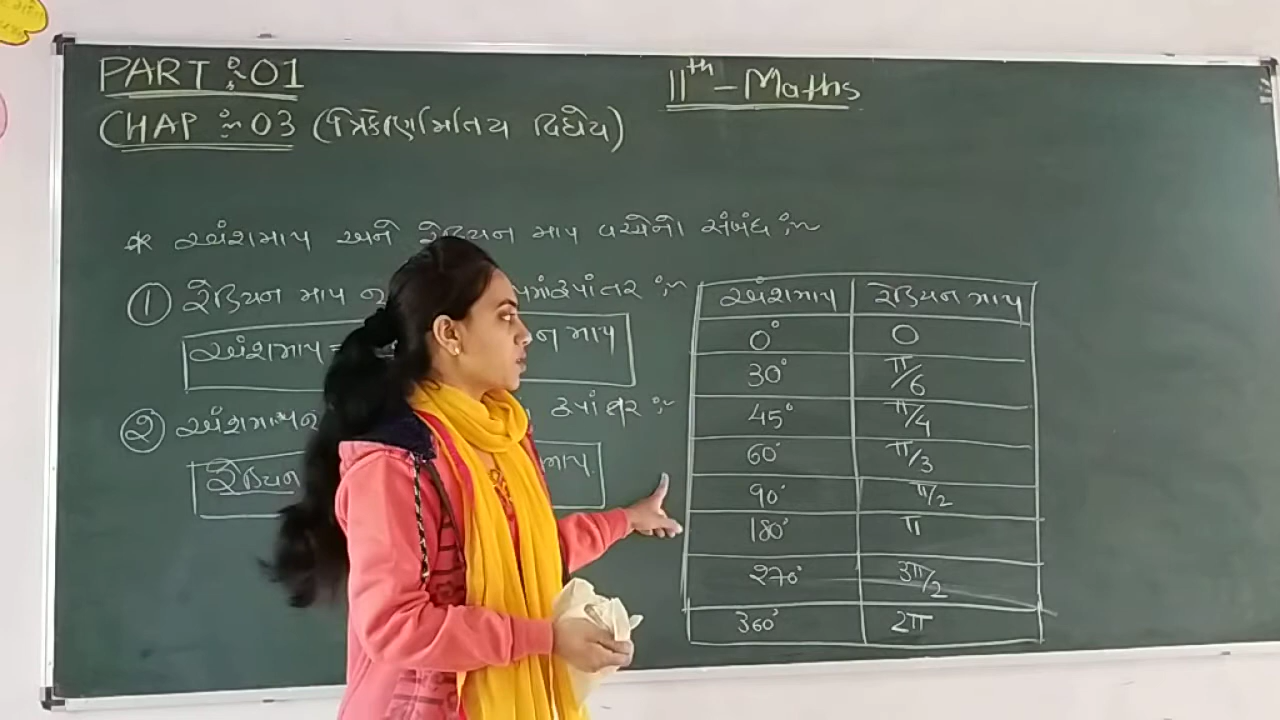 PART :~ 01
11th - Maths
CHAP :~ 03 (ત્રિકોણમિતિય વિધેય)
* અંશમાપ અને રેડિયન માપ વચ્ચેનો સંબંધ :~
① રેડિયન માપ નું રૂપાંતર :~
અંશમાપ = માપ
② અંશમાપનું રૂપાંતર :~
રેડિયન માપ.
અંશમાપ રેડિયન માપ
0° 0
30° π/6
45° π/4
60° π/3
90° π/2
180° π
270° 3π/2
360° 2π